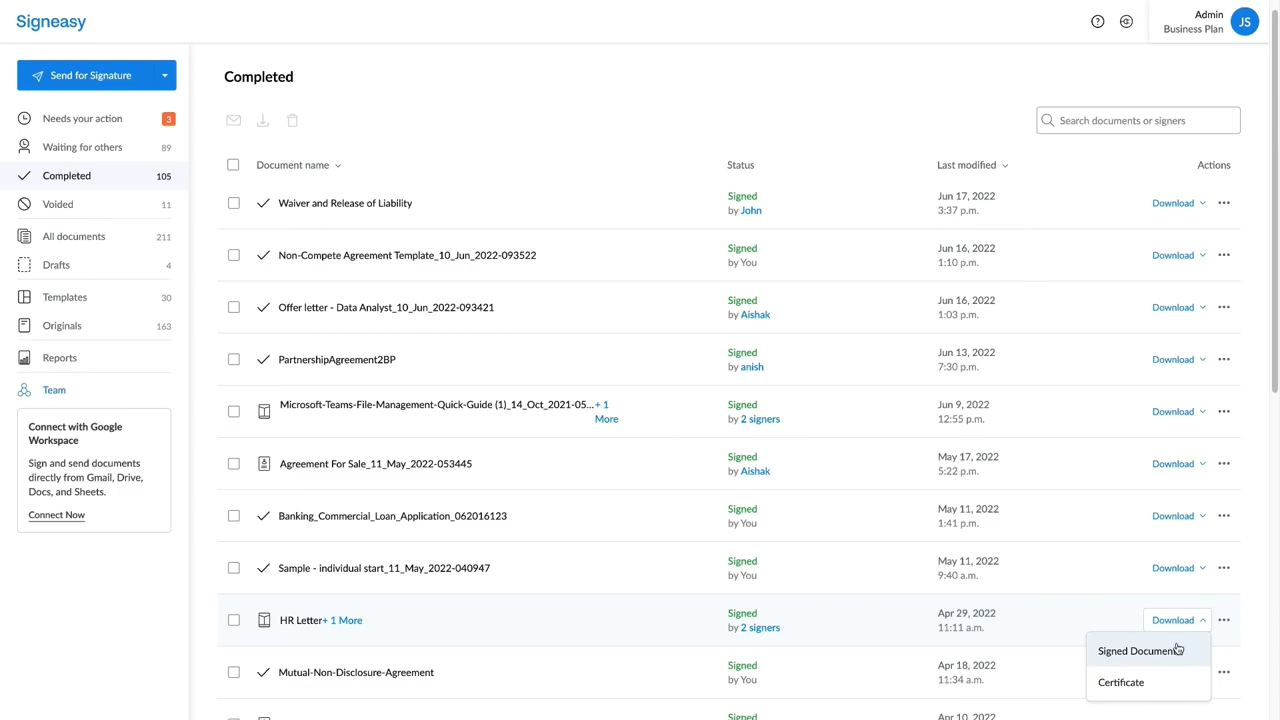 Signeasy
Admin
Business Plan
JS
Send for Signature
Needs your action 3
Waiting for others 89
Completed 105
Voided 11
All documents 211
Drafts 4
Templates 30
Originals 163
Reports
Team
Connect with Google
Workspace
Sign and send documents
directly from Gmail, Drive,
Docs, and Sheets.
Connect Now
Completed
Search documents or signers
Document name Status Last modified Actions
Waiver and Release of Liability
Signed
by John
Jun 17, 2022
3:37 p.m.
Download
Non-Compete Agreement Template_10_Jun_2022-093522
Signed
by You
Jun 16, 2022
1:10 p.m.
Download
Offer letter - Data Analyst_10_Jun_2022-093421
Signed
by Aishak
Jun 16, 2022
1:03 p.m.
Download
PartnershipAgreement2BP
Signed
by anish
Jun 13, 2022
7:30 p.m.
Download
Microsoft-Teams-File-Management-Quick-Guide (1)_14_Oct_2021-05...+ 1
More
Signed
by 2 signers
Jun 9, 2022
12:55 p.m.
Download
Agreement For Sale_11_May_2022-053445
Signed
by Aishak
May 17, 2022
5:22 p.m.
Download
Banking_Commercial_Loan_Application_062016123
Signed
by You
May 11, 2022
1:41 p.m.
Download
Sample - individual start_11_May_2022-040947
Signed
by You
May 11, 2022
9:40 a.m.
Download
HR Letter+ 1 More
Signed
by 2 signers
Apr 29, 2022
11:11 a.m.
Download
Signed Document
Certificate
Mutual-Non-Disclosure-Agreement
Signed
by You
Apr 18, 2022
11:34 a.m.
Signed
Apr 10, 2022